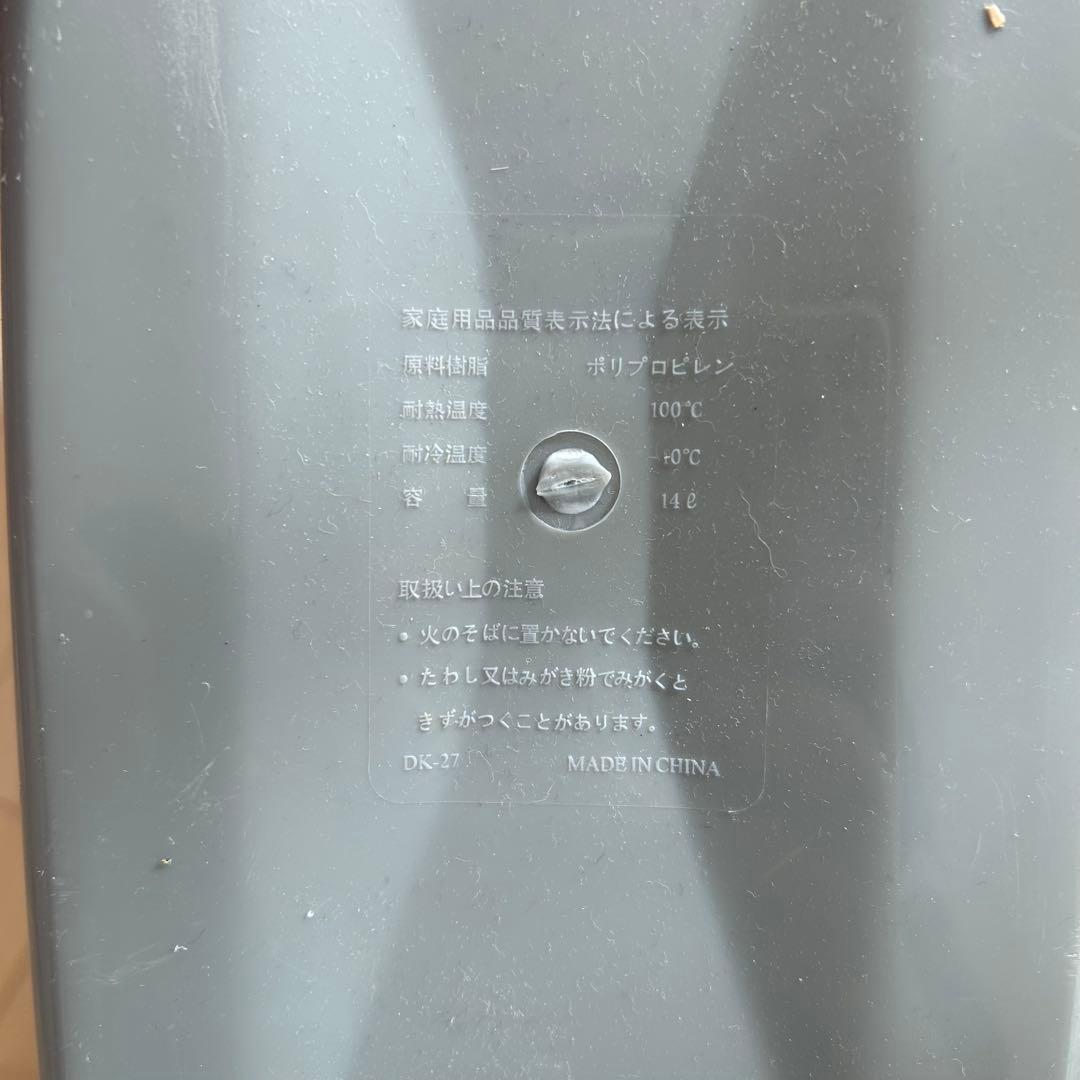 家庭用品品質表示法による表示
原料樹脂 ポリプロピレン
耐熱温度 100℃
耐冷温度
容 量 14ℓ
取扱い上の注意
• 火のそばに置かないでください。
• たわし又はみがき粉でみがくと
きずがつくことがあります。
DK-27 MADE IN CHINA